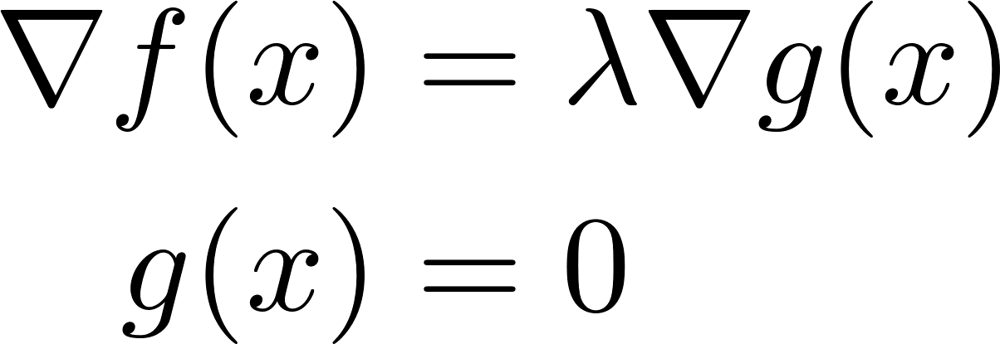 ∇f(x) = λ∇g(x)
g(x) = 0